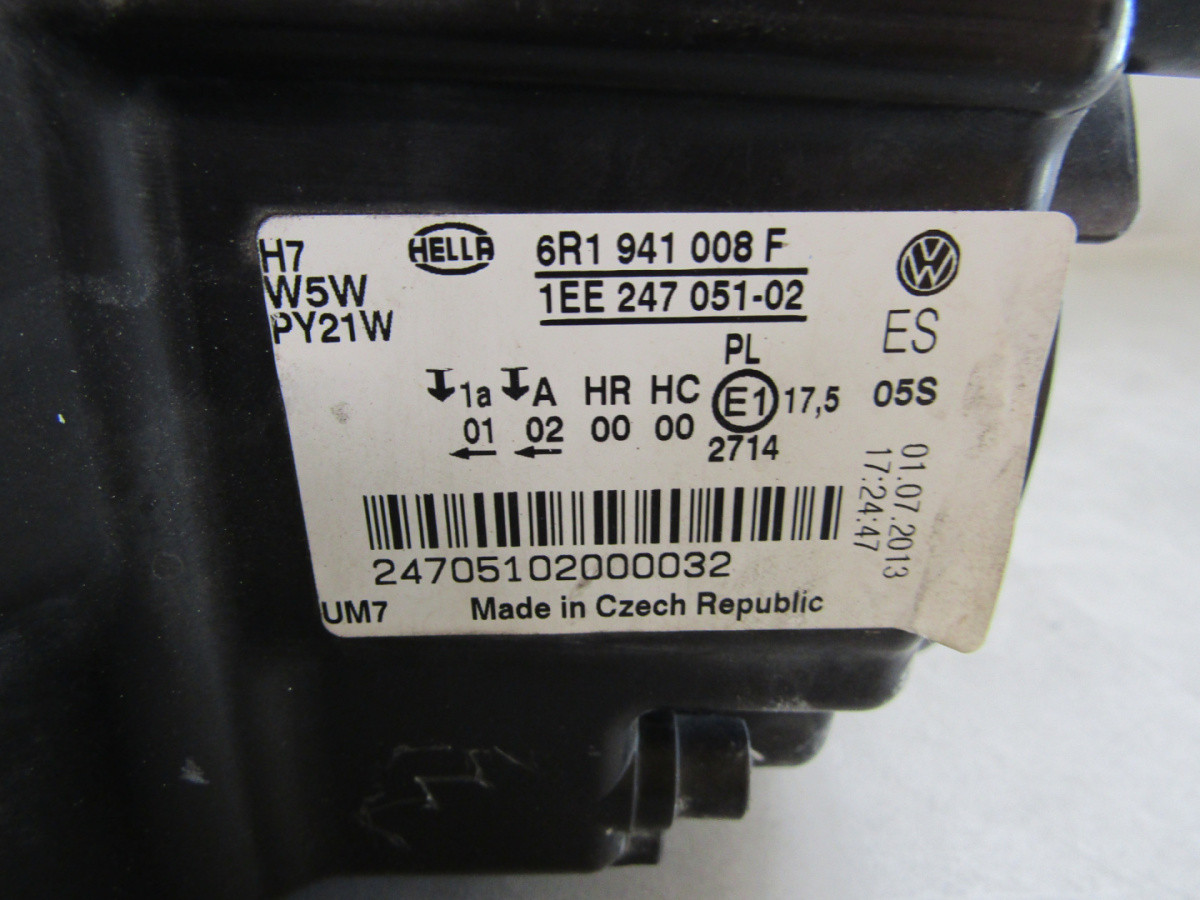 H7
W5W
PY21W
HELLA
6R1 941 008 F
1EE 247 051-02
VW
ES
05S
PL
1a A HR HC E1 17,5
01 02 00 00 2714
01.07.2013
17:24:47
24705102000032
UM7 Made in Czech Republic